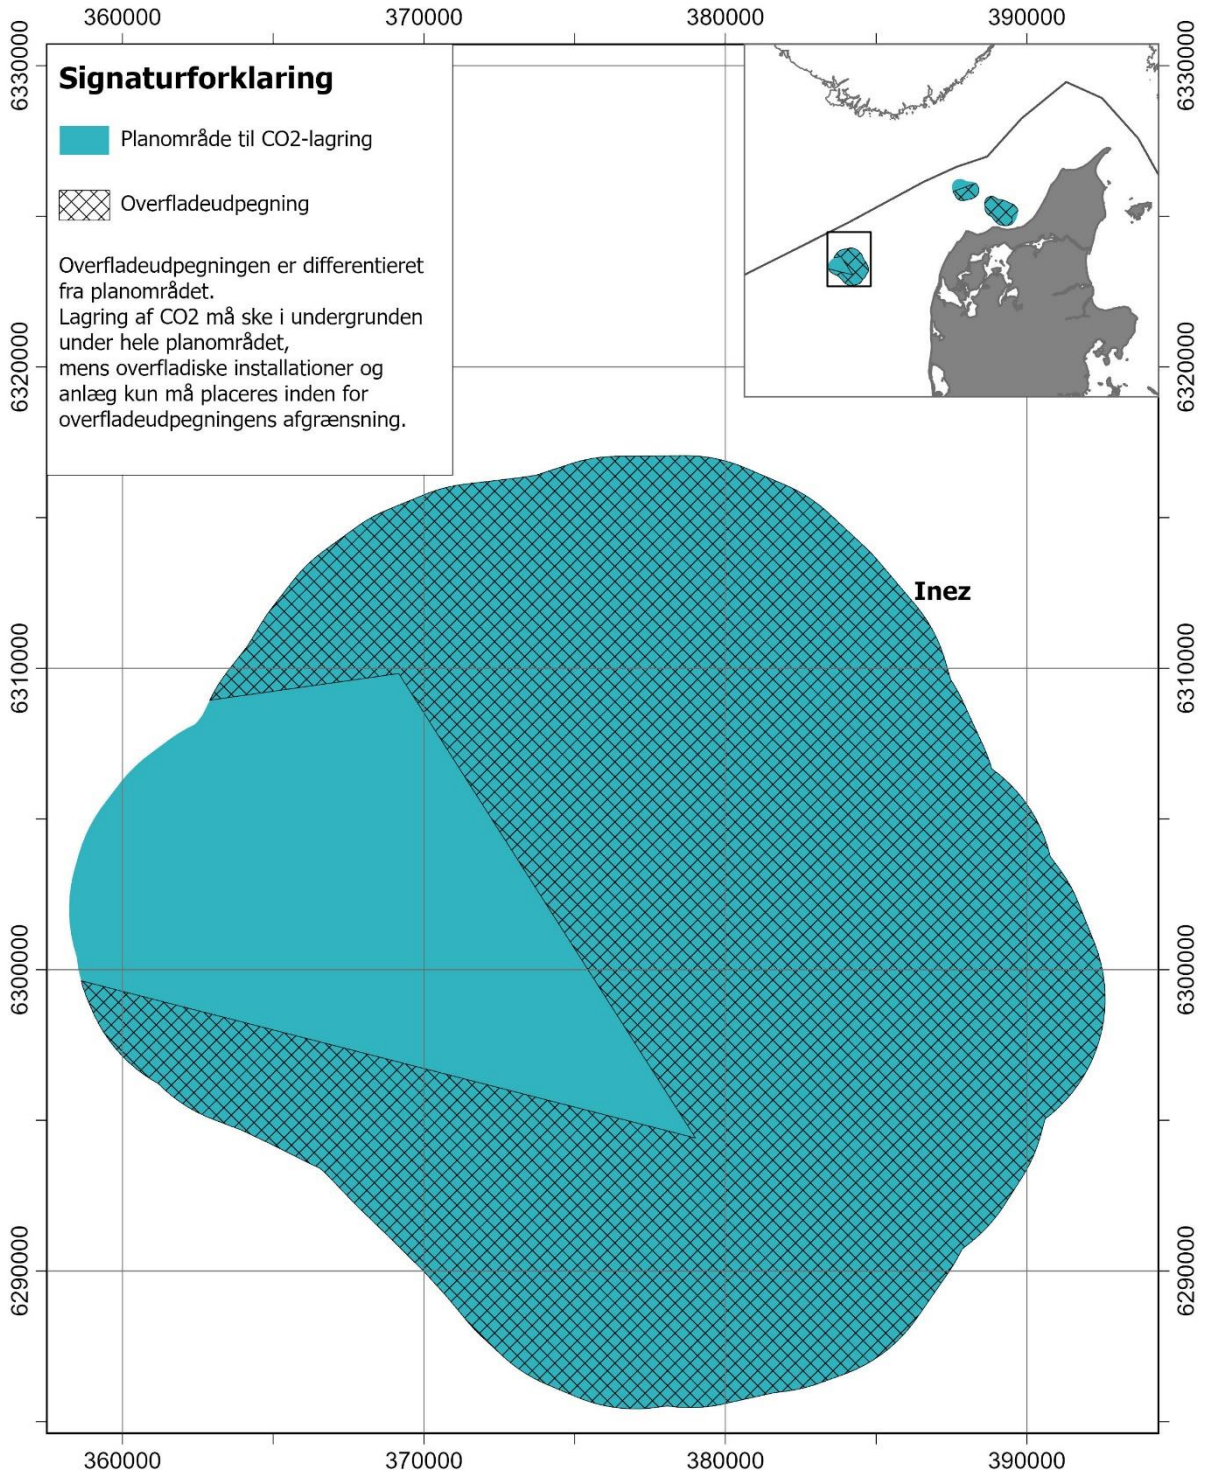 360000
370000
380000
390000
6330000
6330000
Signaturforklaring
Planområde til CO2-lagring
Overfladeudpegning
Overfladeudpegningen er differentieret
fra planområdet.
Lagring af CO2 må ske i undergrunden
under hele planområdet,
mens overfladiske installationer og
anlæg kun må placeres inden for
overfladeudpegningens afgrænsning.
6320000
6320000
Inez
6310000
6310000
6300000
6300000
6290000
6290000
360000
370000
380000
390000